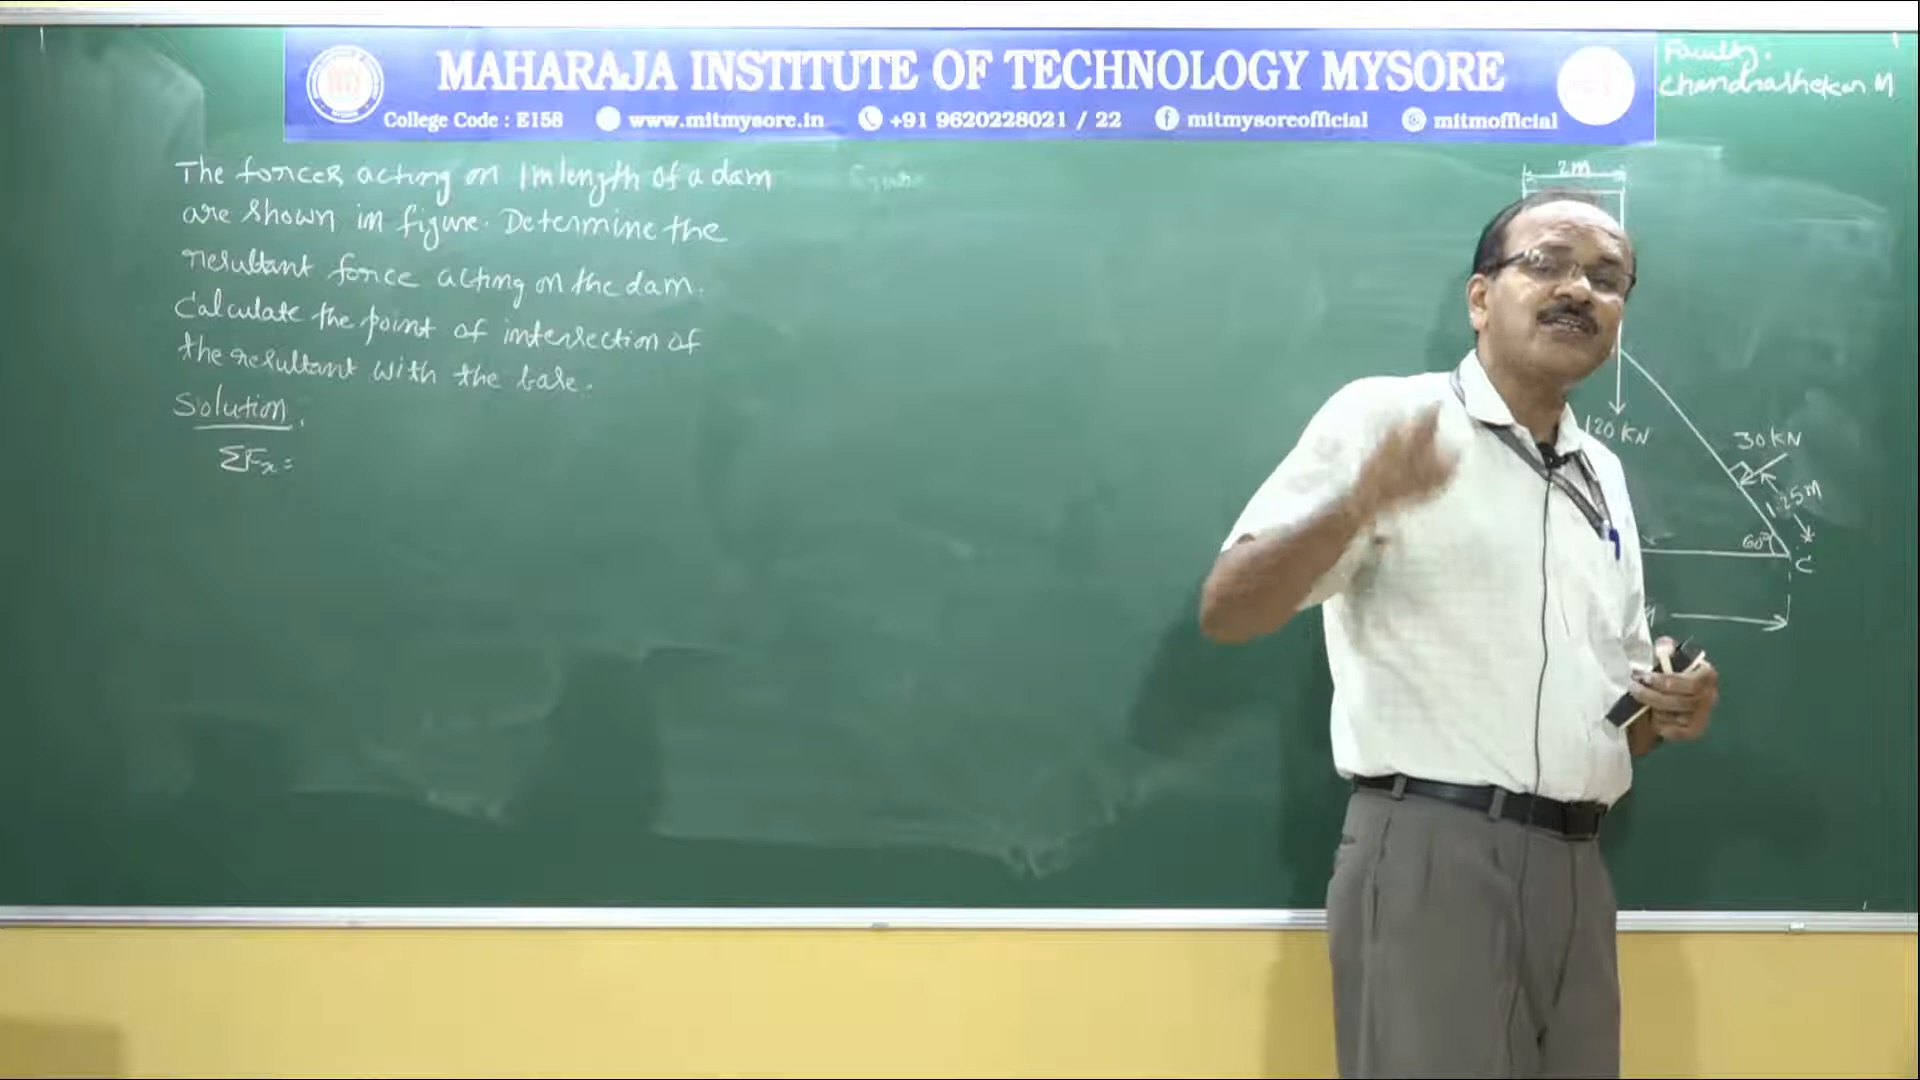 MAHARAJA INSTITUTE OF TECHNOLOGY MYSORE
College Code : E158 www.mitmysore.in +91 9620228021 / 22 mitmysoreofficial mitmofficial
Faculty.
Chandrashekar M
The forces acting on 1m length of a dam
are shown in figure. Determine the
resultant force acting on the dam.
Calculate the point of intersection of
the resultant with the base.
Solution.
ΣFx =
2m
120 KN
30 KN
1.25m
60°
C